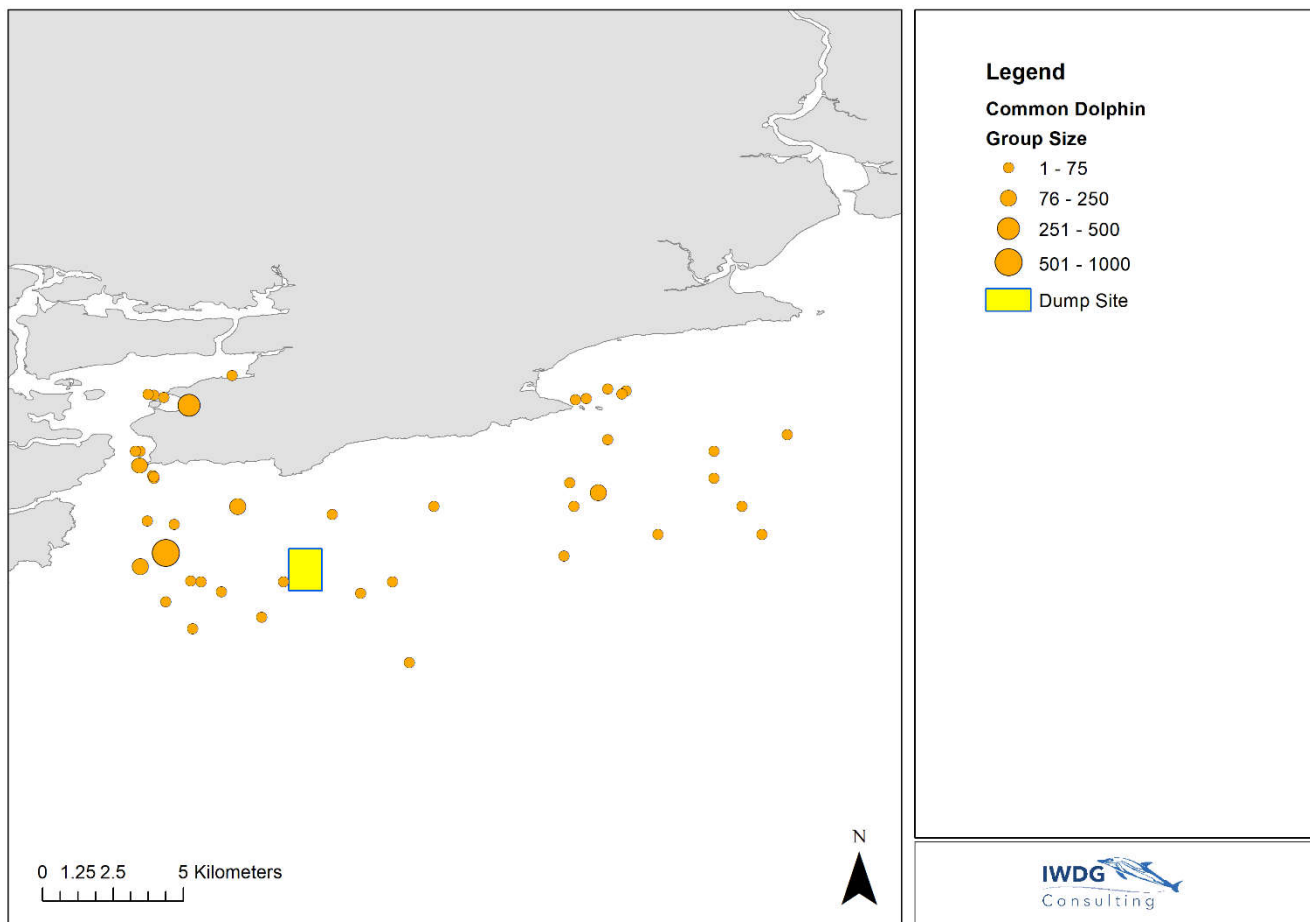 Legend
Common Dolphin
Group Size
1 - 75
76 - 250
251 - 500
501 - 1000
Dump Site
N
0 1.25 2.5 5 Kilometers
IWDG
Consulting